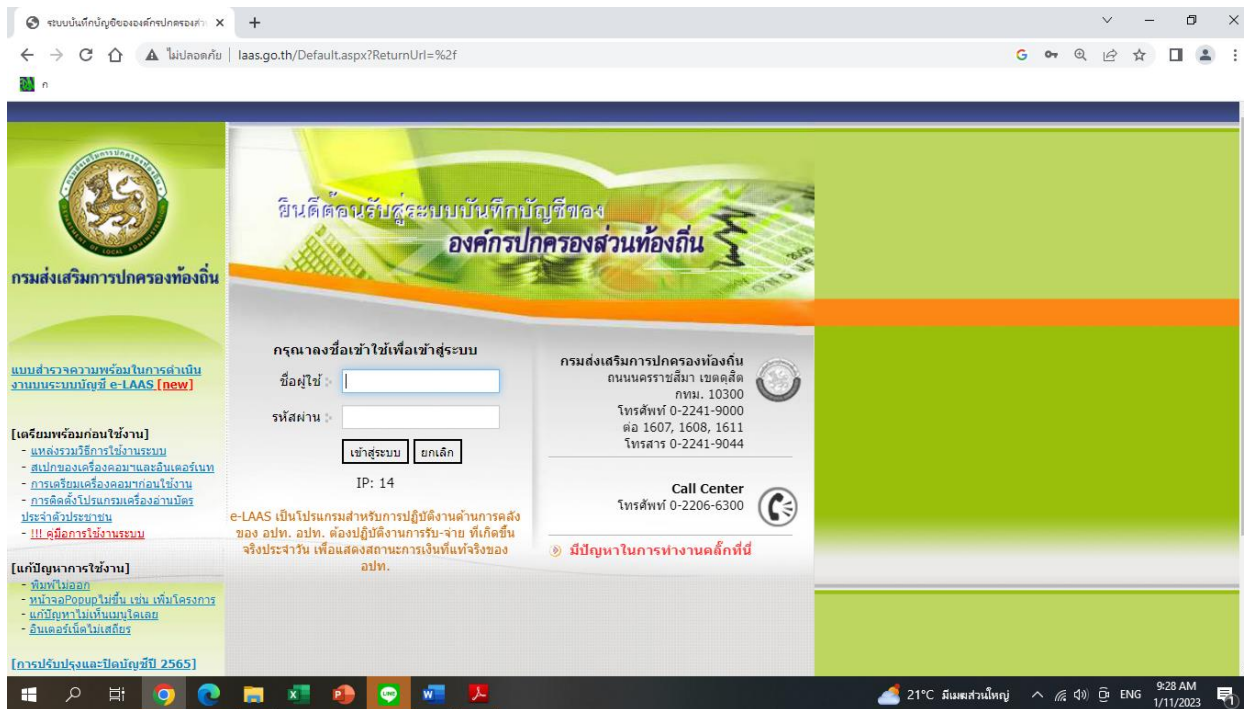 ระบบบันทึกบัญชีขององค์กรปกครองส่ว
ไม่ปลอดภัย | laas.go.th/Default.aspx?ReturnUrl=%2f
ก
ยินดีต้อนรับสู่ระบบบันทึกบัญชีของ
องค์กรปกครองส่วนท้องถิ่น
กรมส่งเสริมการปกครองท้องถิ่น
แบบสำรวจความพร้อมในการดำเนิน
งานบนระบบบัญชี e-LAAS [new]
[เตรียมพร้อมก่อนใช้งาน]
- แหล่งรวมวิธีการใช้งานระบบ
- สเปกของเครื่องคอมฯและอินเตอร์เนท
- การเตรียมเครื่องคอมฯก่อนใช้งาน
- การติดตั้งโปรแกรมเครื่องอ่านบัตร
ประจำตัวประชาชน
- !!! คู่มือการใช้งานระบบ
[แก้ปัญหาการใช้งาน]
- พิมพ์ไม่ออก
- หน้าจอPopupไม่ขึ้น เช่น เพิ่มโครงการ
- แก้ปัญหาไม่เห็นเมนูใดเลย
- อินเตอร์เน็ตไม่เสถียร
[การปรับปรุงและปิดบัญชีปี 2565]
กรุณาลงชื่อเข้าใช้เพื่อเข้าสู่ระบบ
ชื่อผู้ใช้ :
รหัสผ่าน :
เข้าสู่ระบบ ยกเลิก
IP: 14
e-LAAS เป็นโปรแกรมสำหรับการปฏิบัติงานด้านการคลัง
ของ อปท. อปท. ต้องปฏิบัติงานการรับ-จ่าย ที่เกิดขึ้น
จริงประจำวัน เพื่อแสดงสถานะการเงินที่แท้จริงของ
อปท.
กรมส่งเสริมการปกครองท้องถิ่น
ถนนนครราชสีมา เขตดุสิต
กทม. 10300
โทรศัพท์ 0-2241-9000
ต่อ 1607, 1608, 1611
โทรสาร 0-2241-9044
Call Center
โทรศัพท์ 0-2206-6300
มีปัญหาในการทำงานคลิ๊กที่นี่
21°C มีเมฆส่วนใหญ่ ENG 9:28 AM
1/11/2023